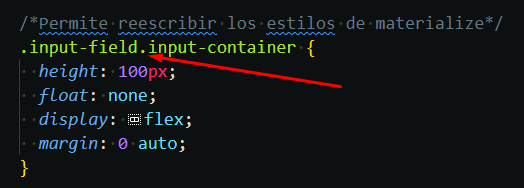 /*Permite reescribir los estilos de materialize*/
.input-field.input-container {
height: 100px;
float: none;
display: flex;
margin: 0 auto;
}